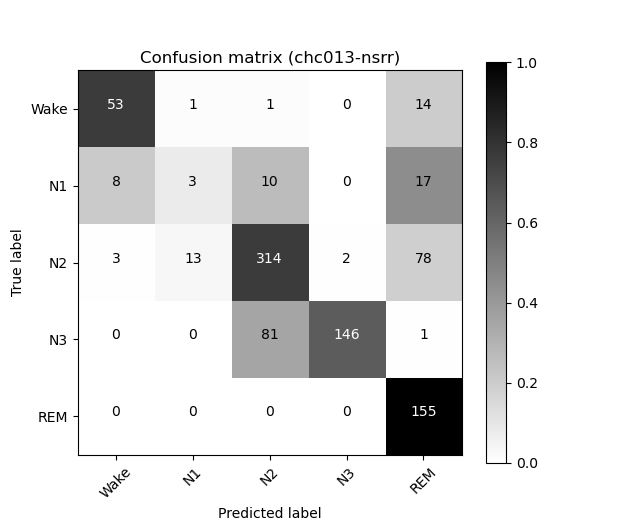 Confusion matrix (chc013-nsrr)
1.0
Wake 53 1 1 0 14
0.8
N1 8 3 10 0 17
0.6
True label
N2 3 13 314 2 78
0.4
N3 0 0 81 146 1
0.2
REM 0 0 0 0 155
0.0
Wake N1 N2 N3 REM
Predicted label